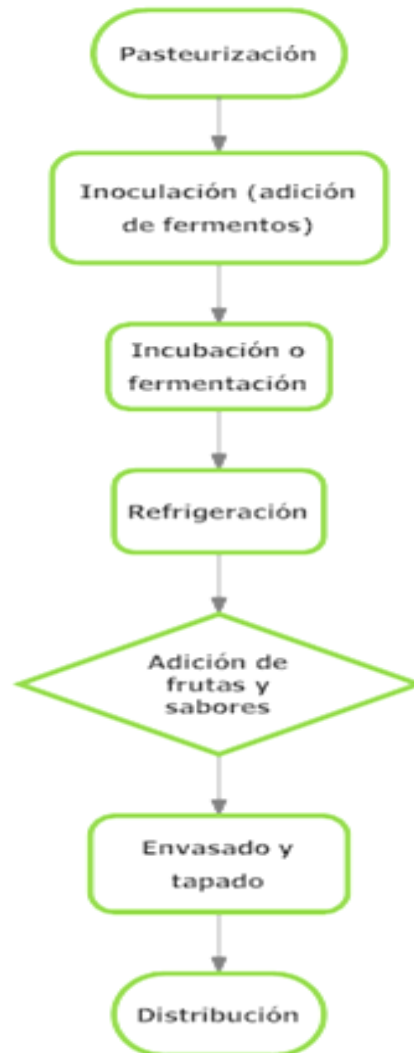 Pasteurización
Inoculación (adición
de fermentos)
Incubación o
fermentación
Refrigeración
Adición de
frutas y
sabores
Envasado y
tapado
Distribución